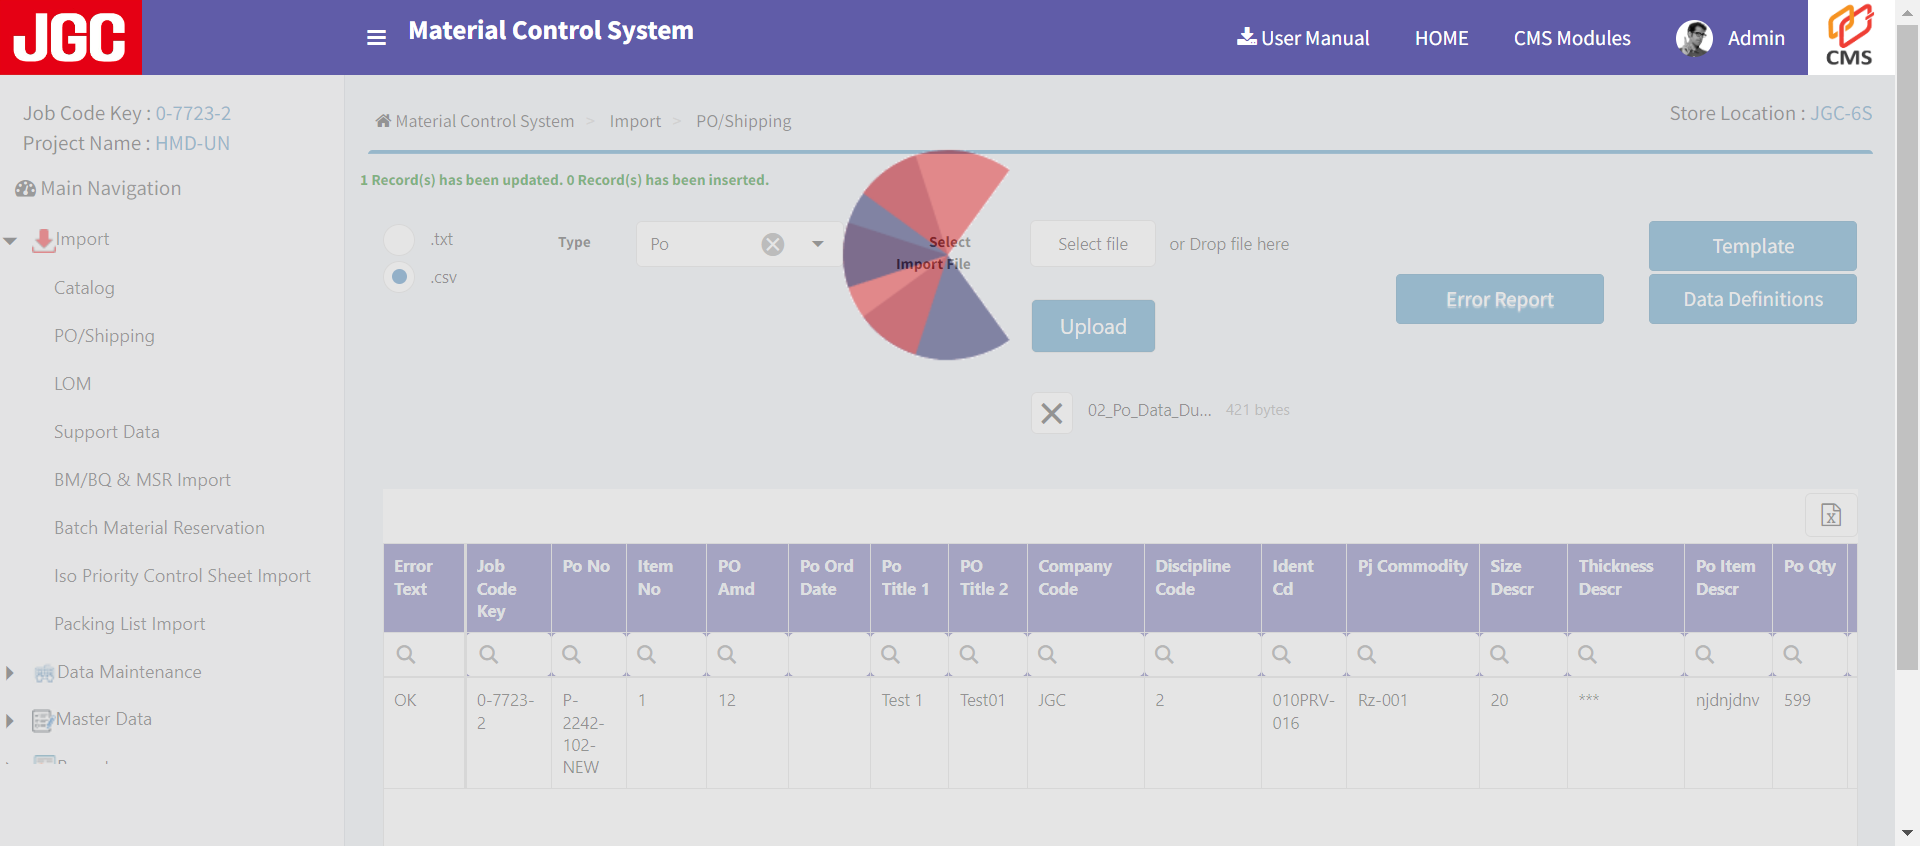 JGC
Material Control System
User Manual
HOME
CMS Modules
Admin
CMS
Job Code Key : 0-7723-2
Project Name : HMD-UN
Main Navigation
Import
Catalog
PO/Shipping
LOM
Support Data
BM/BQ & MSR Import
Batch Material Reservation
Iso Priority Control Sheet Import
Packing List Import
Data Maintenance
Master Data
Material Control System > Import > PO/Shipping
Store Location : JGC-6S
1 Record(s) has been updated. 0 Record(s) has been inserted.
.txt
.csv
Type
Po
Select
Import File
Select file
or Drop file here
Upload
Error Report
Template
Data Definitions
02_Po_Data_Du... 421 bytes
Error Text
Job Code Key
Po No
Item No
PO Amd
Po Ord Date
Po Title 1
PO Title 2
Company Code
Discipline Code
Ident Cd
Pj Commodity
Size Descr
Thickness Descr
Po Item Descr
Po Qty
OK
0-7723-2
P-2242-102-NEW
1
12
Test 1
Test01
JGC
2
010PRV-016
Rz-001
20
***
njdnjdnv
599